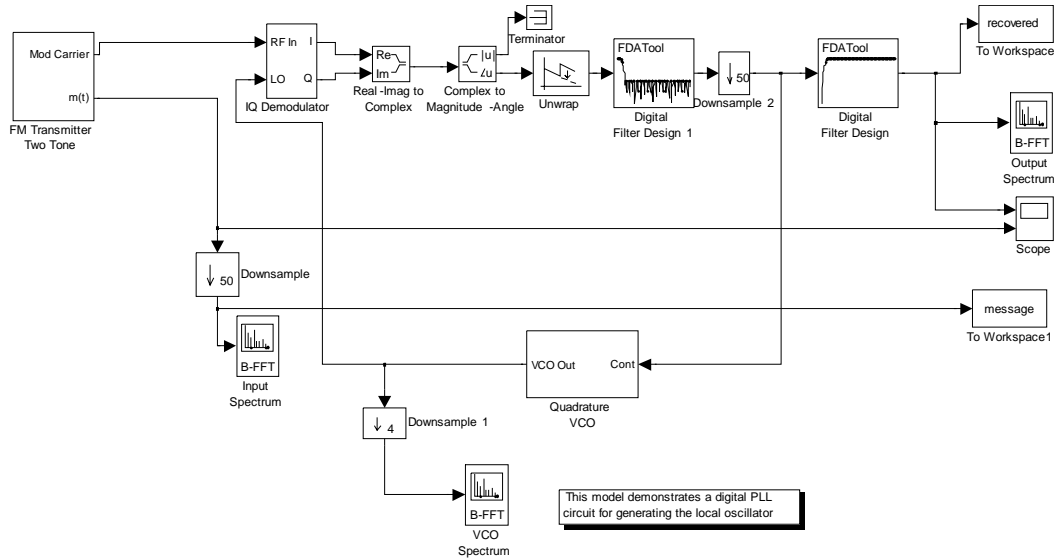 Mod Carrier
m(t)
FM Transmitter
Two Tone
RF In
I
LO
Q
IQ Demodulator
Re
Im
Real -Imag to
Complex
|u|
∠u
Complex to
Magnitude -Angle
Terminator
Unwrap
FDATool
Digital
Filter Design 1
50
Downsample 2
FDATool
Digital
Filter Design
recovered
To Workspace
B-FFT
Output
Spectrum
Scope
50
Downsample
message
To Workspace1
B-FFT
Input
Spectrum
VCO Out
Cont
Quadrature
VCO
4
Downsample 1
B-FFT
VCO
Spectrum
This model demonstrates a digital PLL
circuit for generating the local oscillator